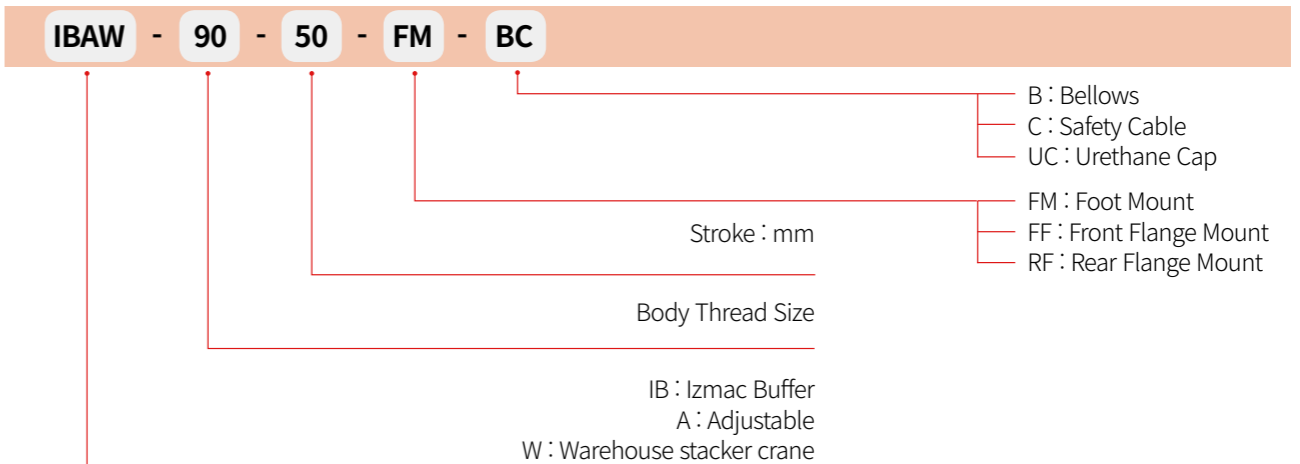 IBAW - 90 - 50 - FM - BC
B : Bellows
C : Safety Cable
UC : Urethane Cap
FM : Foot Mount
FF : Front Flange Mount
RF : Rear Flange Mount
Stroke : mm
Body Thread Size
IB : Izmac Buffer
A : Adjustable
W : Warehouse stacker crane